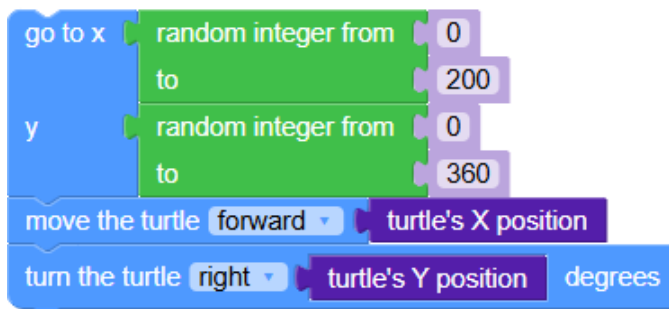 go to x random integer from 0
to 200
y random integer from 0
to 360
move the turtle forward turtle's X position
turn the turtle right turtle's Y position degrees